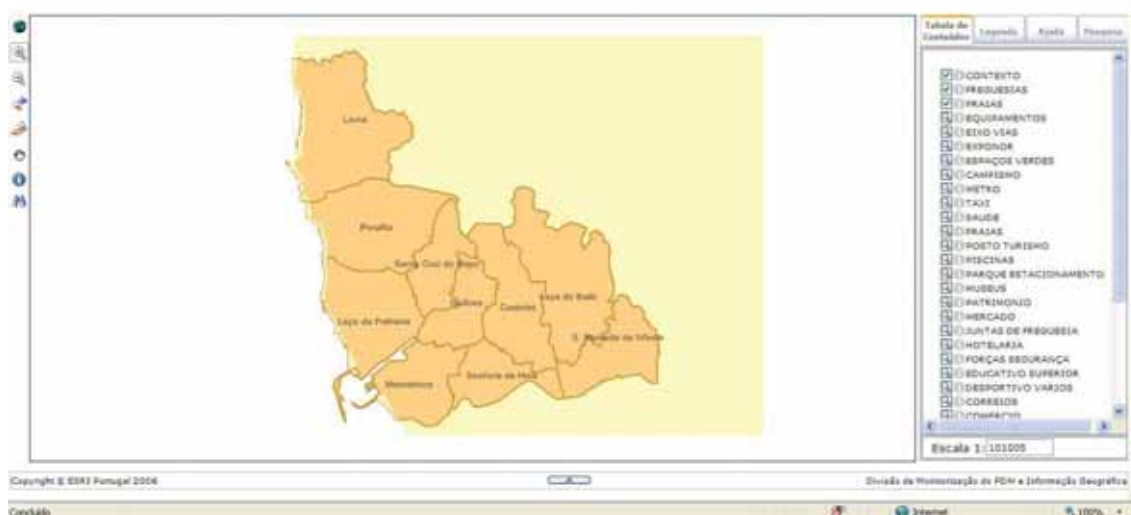 Tabela de
Conteúdos
Legenda
Ajuda
Pesquisa
CONTEXTO
FREGUESIAS
PRAIAS
EQUIPAMENTOS
EIXO VIAS
EXPONOR
ESPAÇOS VERDES
CAMPISMO
METRO
TAXI
SAUDE
PRAIAS
POSTO TURISMO
PISCINAS
PARQUE ESTACIONAMENTO
MUSEUS
PATRIMONIO
MERCADO
JUNTAS DE FREGUESIA
HOTELARIA
FORÇAS SEGURANÇA
EDUCATIVO SUPERIOR
DESPORTIVO VARIOS
CORREIOS
COMERCIO
Escala 1: 101005
Lavra
Perafita
Santa Cruz do Bispo
Guifões
Custóias
Leça do Balio
Leça da Palmeira
S. Mamede de Infesta
Matosinhos
Senhora da Hora
Copyright © ESRI Portugal 2006
Divisão de Monitorização do PDM e Informação Geográfica
Concluído
Internet
100%